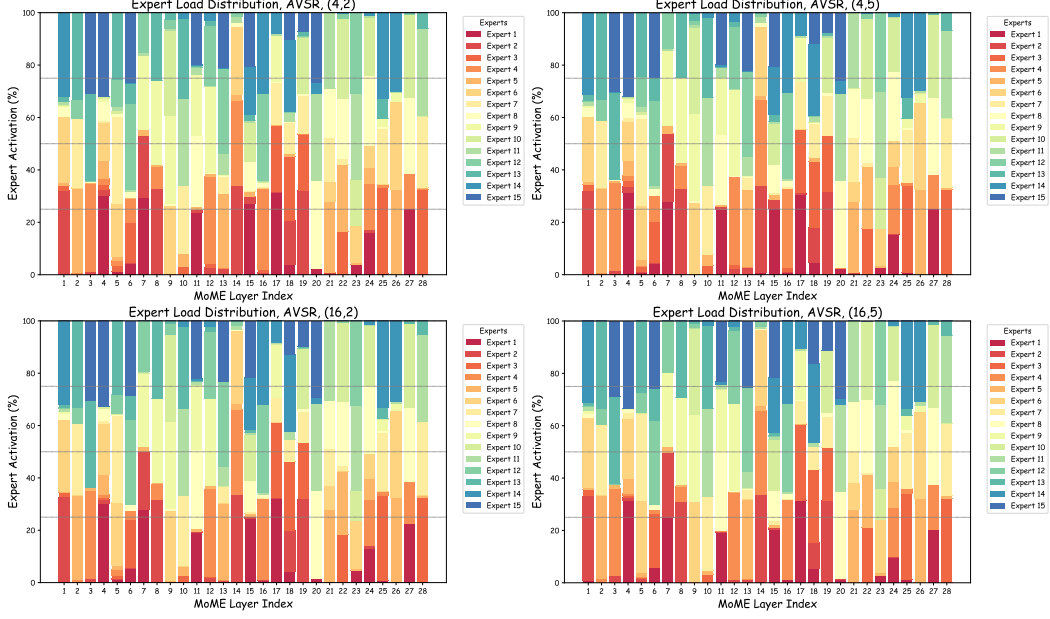 Expert Load Distribution, AVSR, (4,2)
Expert Activation (%)
100
80
60
40
20
0
1 2 3 4 5 6 7 8 9 10 11 12 13 14 15 16 17 18 19 20 21 22 23 24 25 26 27 28
MoME Layer Index
Experts
Expert 1
Expert 2
Expert 3
Expert 4
Expert 5
Expert 6
Expert 7
Expert 8
Expert 9
Expert 10
Expert 11
Expert 12
Expert 13
Expert 14
Expert 15
Expert Load Distribution, AVSR, (4,5)
Expert Activation (%)
100
80
60
40
20
0
1 2 3 4 5 6 7 8 9 10 11 12 13 14 15 16 17 18 19 20 21 22 23 24 25 26 27 28
MoME Layer Index
Experts
Expert 1
Expert 2
Expert 3
Expert 4
Expert 5
Expert 6
Expert 7
Expert 8
Expert 9
Expert 10
Expert 11
Expert 12
Expert 13
Expert 14
Expert 15
Expert Load Distribution, AVSR, (16,2)
Expert Activation (%)
100
80
60
40
20
0
1 2 3 4 5 6 7 8 9 10 11 12 13 14 15 16 17 18 19 20 21 22 23 24 25 26 27 28
MoME Layer Index
Experts
Expert 1
Expert 2
Expert 3
Expert 4
Expert 5
Expert 6
Expert 7
Expert 8
Expert 9
Expert 10
Expert 11
Expert 12
Expert 13
Expert 14
Expert 15
Expert Load Distribution, AVSR, (16,5)
Expert Activation (%)
100
80
60
40
20
0
1 2 3 4 5 6 7 8 9 10 11 12 13 14 15 16 17 18 19 20 21 22 23 24 25 26 27 28
MoME Layer Index
Experts
Expert 1
Expert 2
Expert 3
Expert 4
Expert 5
Expert 6
Expert 7
Expert 8
Expert 9
Expert 10
Expert 11
Expert 12
Expert 13
Expert 14
Expert 15